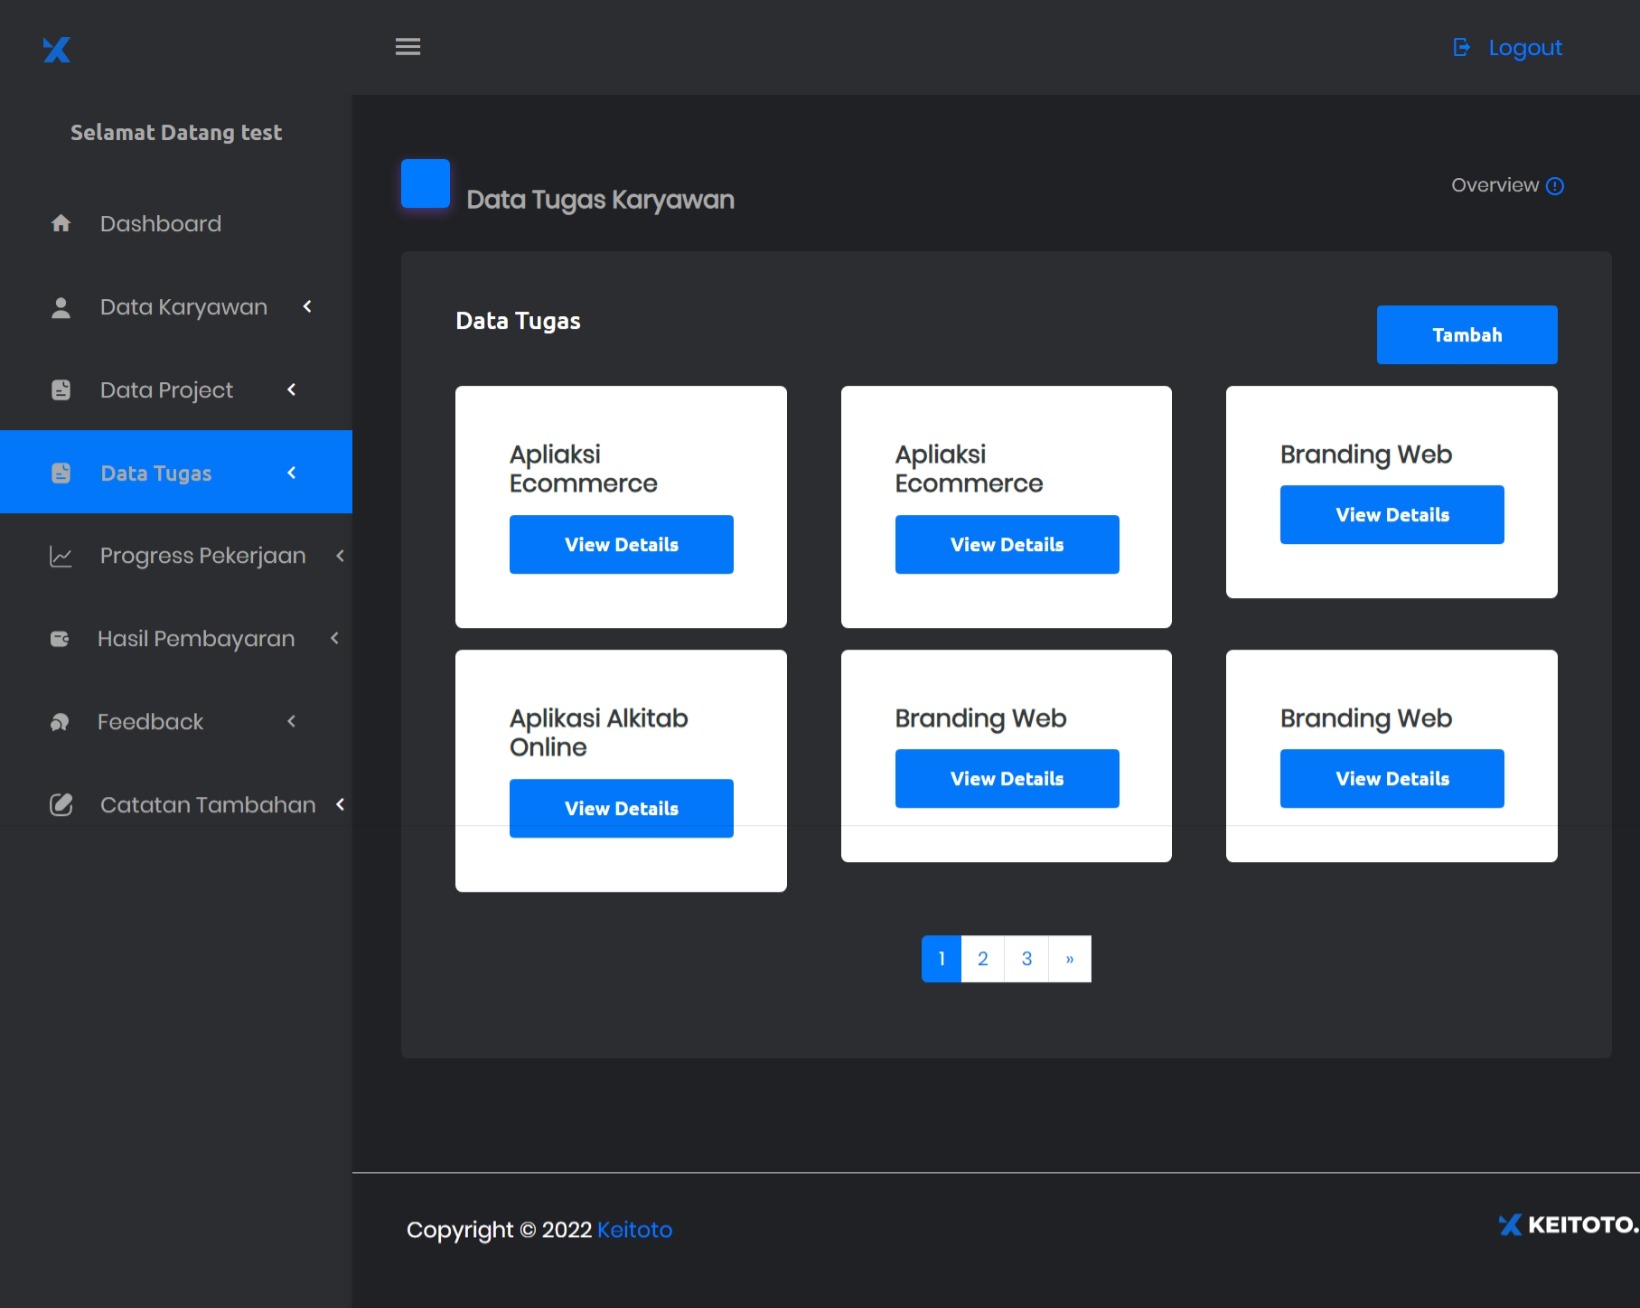 Logout
Selamat Datang test
Dashboard
Data Karyawan
Data Project
Data Tugas
Progress Pekerjaan
Hasil Pembayaran
Feedback
Catatan Tambahan
Data Tugas Karyawan
Overview
Data Tugas
Tambah
Apliaksi
Ecommerce
View Details
Apliaksi
Ecommerce
View Details
Branding Web
View Details
Aplikasi Alkitab
Online
View Details
Branding Web
View Details
Branding Web
View Details
1 2 3 »
Copyright © 2022 Keitoto
KEITOTO.